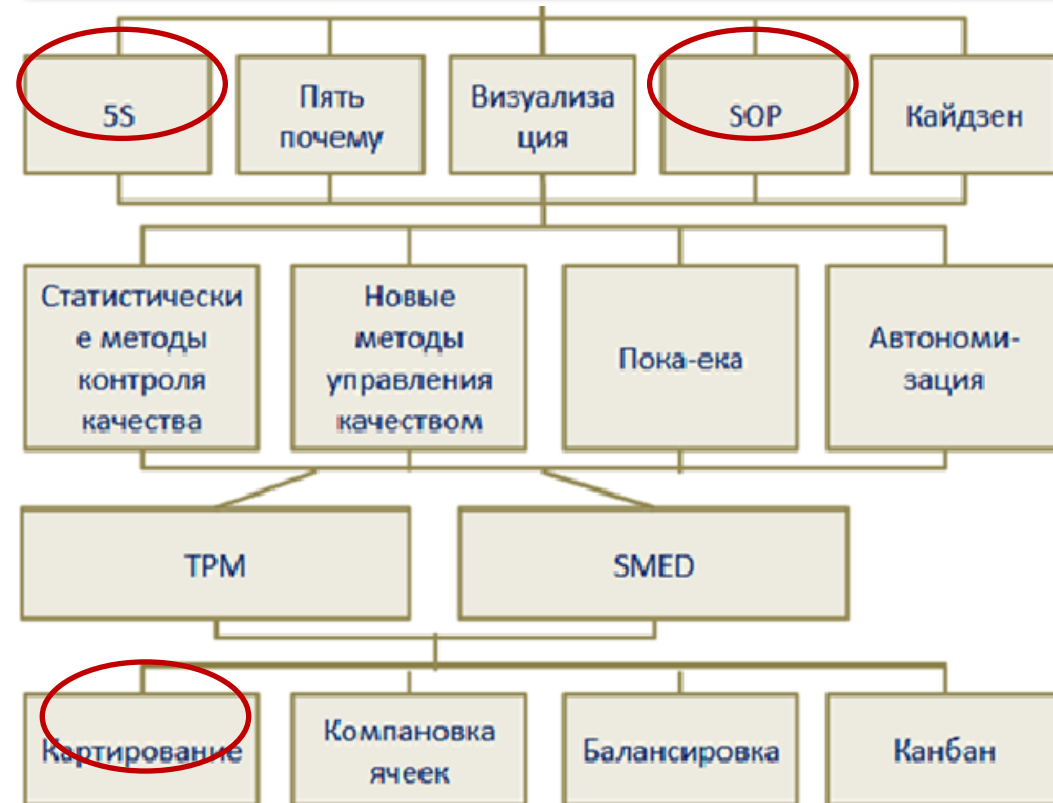 5S
Пять
почему
Визуализа
ция
SOP
Кайдзен
Статистически
е методы
контроля
качества
Новые
методы
управления
качеством
Пока-ека
Автономи-
зация
TPM
SMED
Картирование
Компановка
ячеек
Балансировка
Канбан